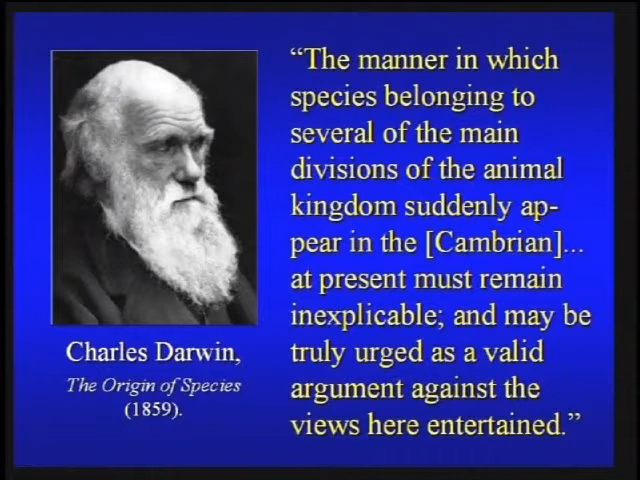 “The manner in which
species belonging to
several of the main
divisions of the animal
kingdom suddenly ap-
pear in the [Cambrian]...
at present must remain
inexplicable; and may be
truly urged as a valid
argument against the
views here entertained.”
Charles Darwin,
The Origin of Species
(1859).